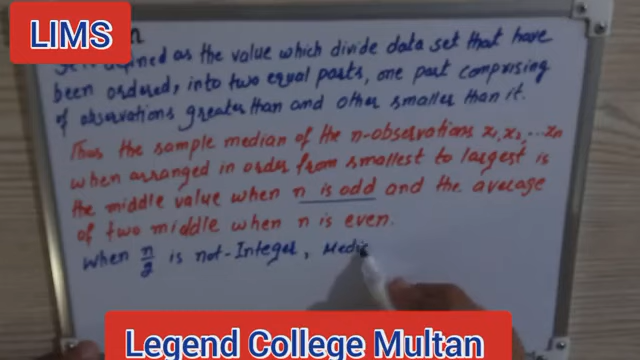 LIMS
is defined as the value which divide data set that have
been ordered, into two equal parts, one part comprising
of observations greater than and other smaller than it.
Thus the sample median of the n-observations x₁, x₂, ... xn
when arranged in order from smallest to largest is
the middle value when n is odd and the average
of two middle when n is even.
When n/2 is not-Integer, Medi
Legend College Multan